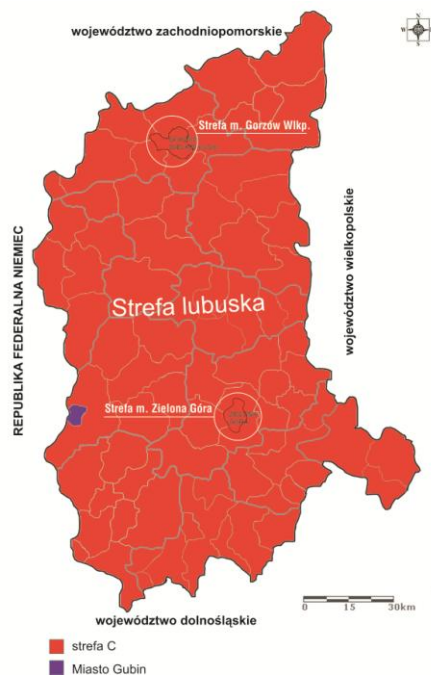 województwo zachodniopomorskie
Strefa m. Gorzów Wlkp.
REPUBLIKA FEDERALNA NIEMIEC
województwo wielkopolskie
Strefa lubuska
Strefa m. Zielona Góra
województwo dolnośląskie
0 15 30km
strefa C
Miasto Gubin